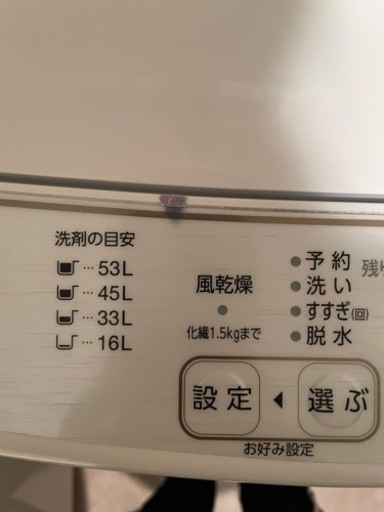 洗剤の目安
… 53L
… 45L
… 33L
… 16L
風乾燥
化繊1.5kgまで
予約
洗い
すすぎ(回)
脱水
残り
設定
選ぶ
お好み設定